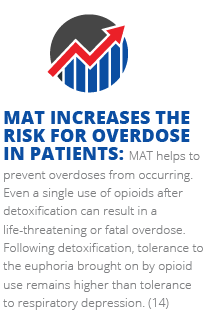 MAT INCREASES THE
RISK FOR OVERDOSE
IN PATIENTS: MAT helps to
prevent overdoses from occurring.
Even a single use of opioids after
detoxification can result in a
life-threatening or fatal overdose.
Following detoxification, tolerance to
the euphoria brought on by opioid
use remains higher than tolerance
to respiratory depression. (14)